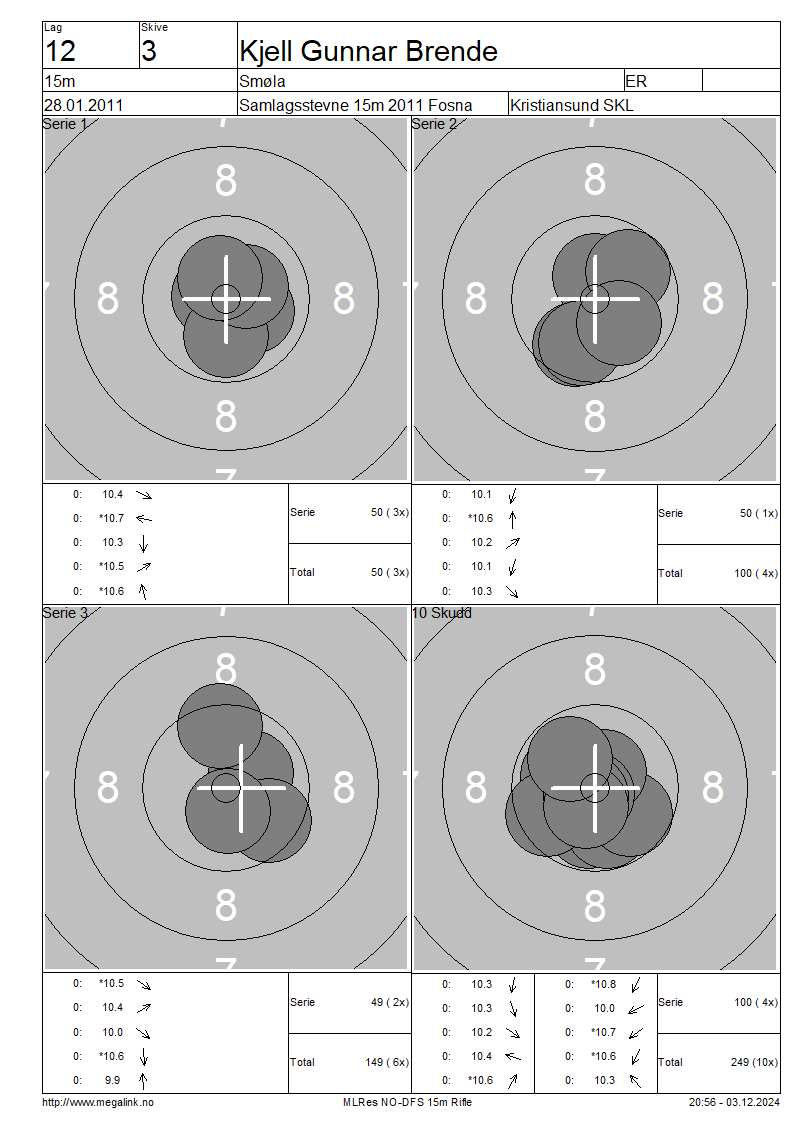 Lag
Skive
12
3
Kjell Gunnar Brende
15m
Smøla
ER
28.01.2011
Samlagsstevne 15m 2011 Fosna
Kristiansund SKL
Serie 1
8
8
8
8
7
Serie 2
8
8
8
8
7
0: 10.4
0: *10.7
0: 10.3
0: *10.5
0: *10.6
Serie 50 ( 3x)
Total 50 ( 3x)
0: 10.1
0: *10.6
0: 10.2
0: 10.1
0: 10.3
Serie 50 ( 1x)
Total 100 ( 4x)
Serie 3
8
8
8
8
7
10 Skudd
8
8
8
8
7
0: *10.5
0: 10.4
0: 10.0
0: *10.6
0: 9.9
Serie 49 ( 2x)
Total 149 ( 6x)
0: 10.3
0: 10.3
0: 10.2
0: 10.4
0: *10.6
0: *10.8
0: 10.0
0: *10.7
0: *10.6
0: 10.3
Serie 100 ( 4x)
Total 249 (10x)
http://www.megalink.no
MLRes NO-DFS 15m Rifle
20:56 - 03.12.2024